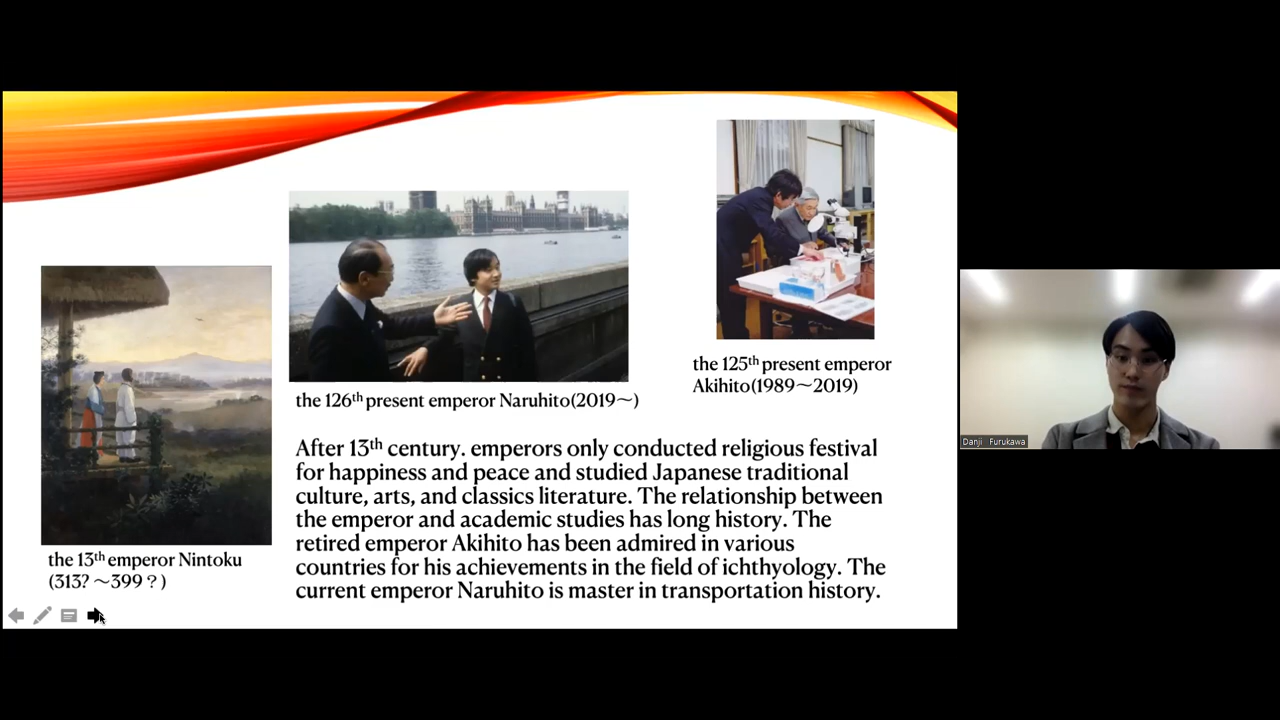 the 125th present emperor
Akihito(1989～2019)
the 126th present emperor Naruhito(2019～)
After 13th century. emperors only conducted religious festival
for happiness and peace and studied Japanese traditional
culture, arts, and classics literature. The relationship between
the emperor and academic studies has long history. The
retired emperor Akihito has been admired in various
countries for his achievements in the field of ichthyology. The
current emperor Naruhito is master in transportation history.
the 13th emperor Nintoku
(313? ～399？)
Danji Furukawa